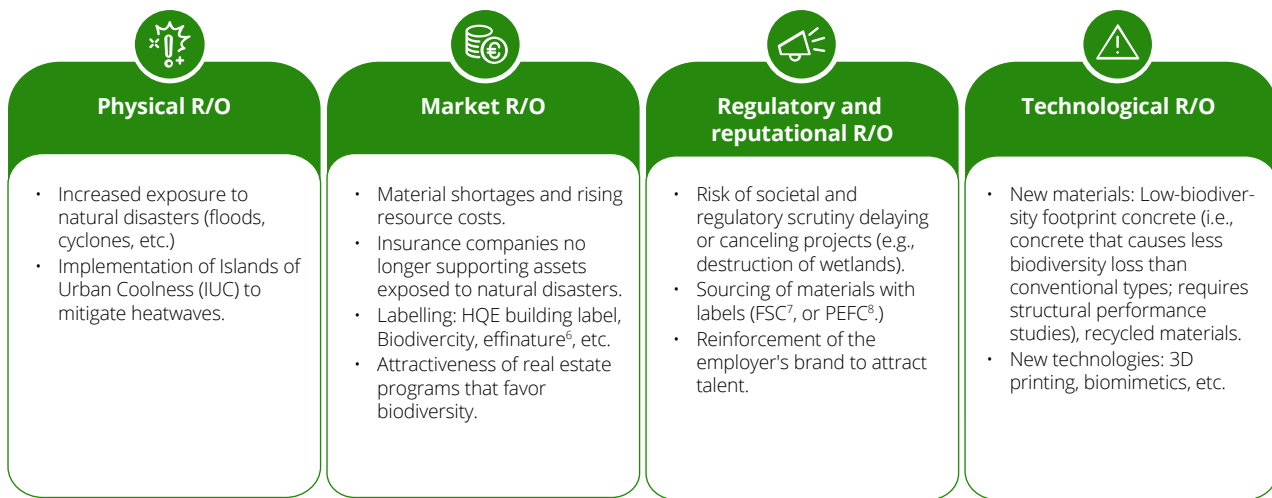 Physical R/O
• Increased exposure to
natural disasters (floods,
cyclones, etc.)
• Implementation of Islands of
Urban Coolness (IUC) to
mitigate heatwaves.
Market R/O
• Material shortages and rising
resource costs.
• Insurance companies no
longer supporting assets
exposed to natural disasters.
• Labelling: HQE building label,
Biodivercity, effinature⁶, etc.
• Attractiveness of real estate
programs that favor
biodiversity.
Regulatory and
reputational R/O
• Risk of societal and
regulatory scrutiny delaying
or canceling projects (e.g.,
destruction of wetlands).
• Sourcing of materials with
labels (FSC⁷, or PEFC⁸.)
• Reinforcement of the
employer's brand to attract
talent.
Technological R/O
• New materials: Low-biodiver-
sity footprint concrete (i.e.,
concrete that causes less
biodiversity loss than
conventional types; requires
structural performance
studies), recycled materials.
• New technologies: 3D
printing, biomimetics, etc.